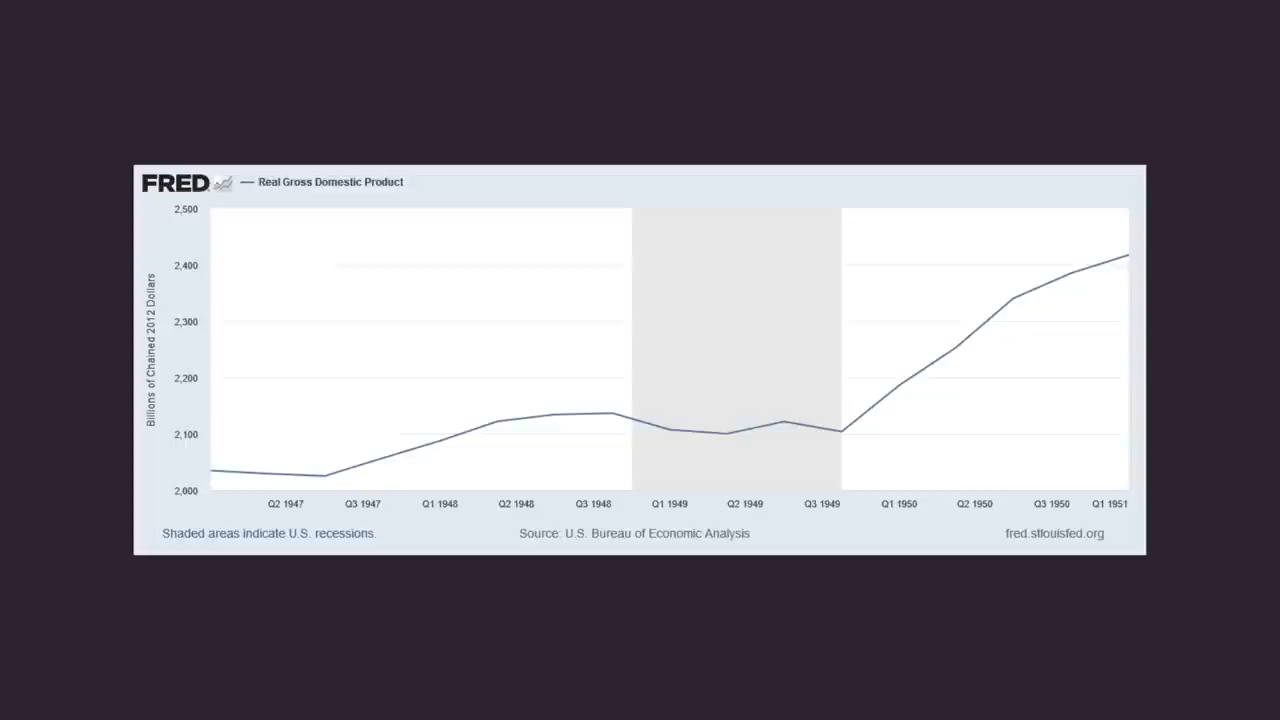 FRED — Real Gross Domestic Product
Billions of Chained 2012 Dollars
2,500
2,400
2,300
2,200
2,100
2,000
Q2 1947 Q3 1947 Q1 1948 Q2 1948 Q3 1948 Q1 1949 Q2 1949 Q3 1949 Q1 1950 Q2 1950 Q3 1950 Q1 1951
Shaded areas indicate U.S. recessions. Source: U.S. Bureau of Economic Analysis fred.stlouisfed.org